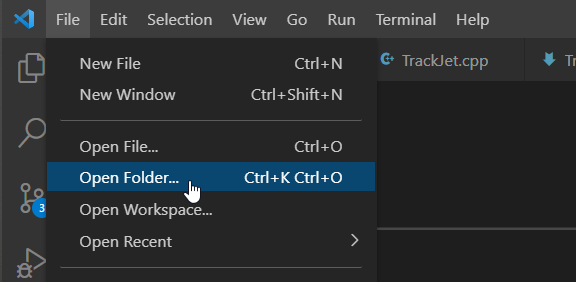 File Edit Selection View Go Run Terminal Help
TrackJet.cpp
New File Ctrl+N
New Window Ctrl+Shift+N
Open File... Ctrl+O
Open Folder... Ctrl+K Ctrl+O
Open Workspace...
Open Recent
3